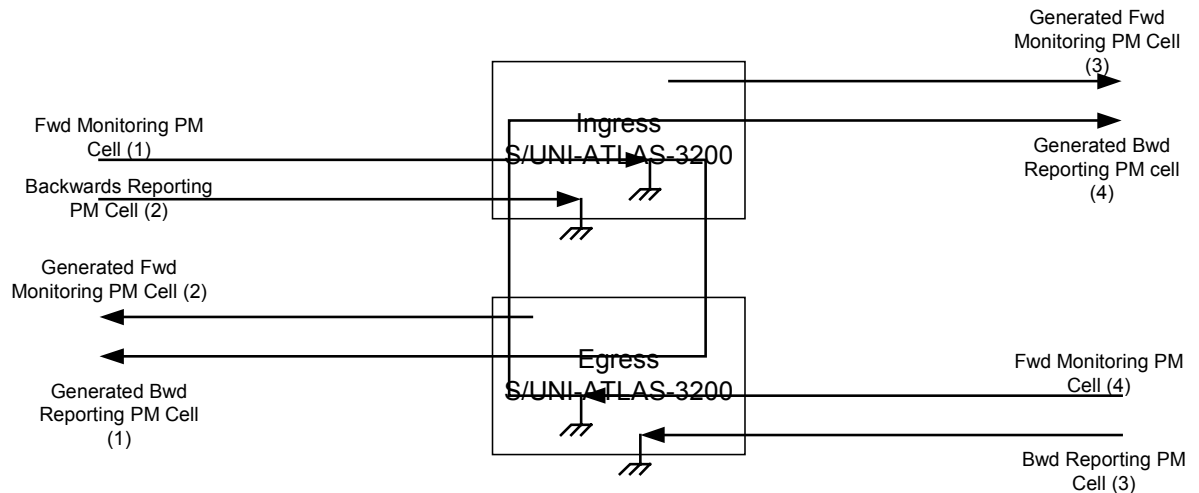 Generated Fwd
Monitoring PM Cell
(3)
Ingress
S/UNI-ATLAS-3200
Fwd Monitoring PM
Cell (1)
Backwards Reporting
PM Cell (2)
Generated Bwd
Reporting PM cell
(4)
Generated Fwd
Monitoring PM Cell (2)
Egress
S/UNI-ATLAS-3200
Fwd Monitoring PM
Cell (4)
Generated Bwd
Reporting PM Cell
(1)
Bwd Reporting PM
Cell (3)